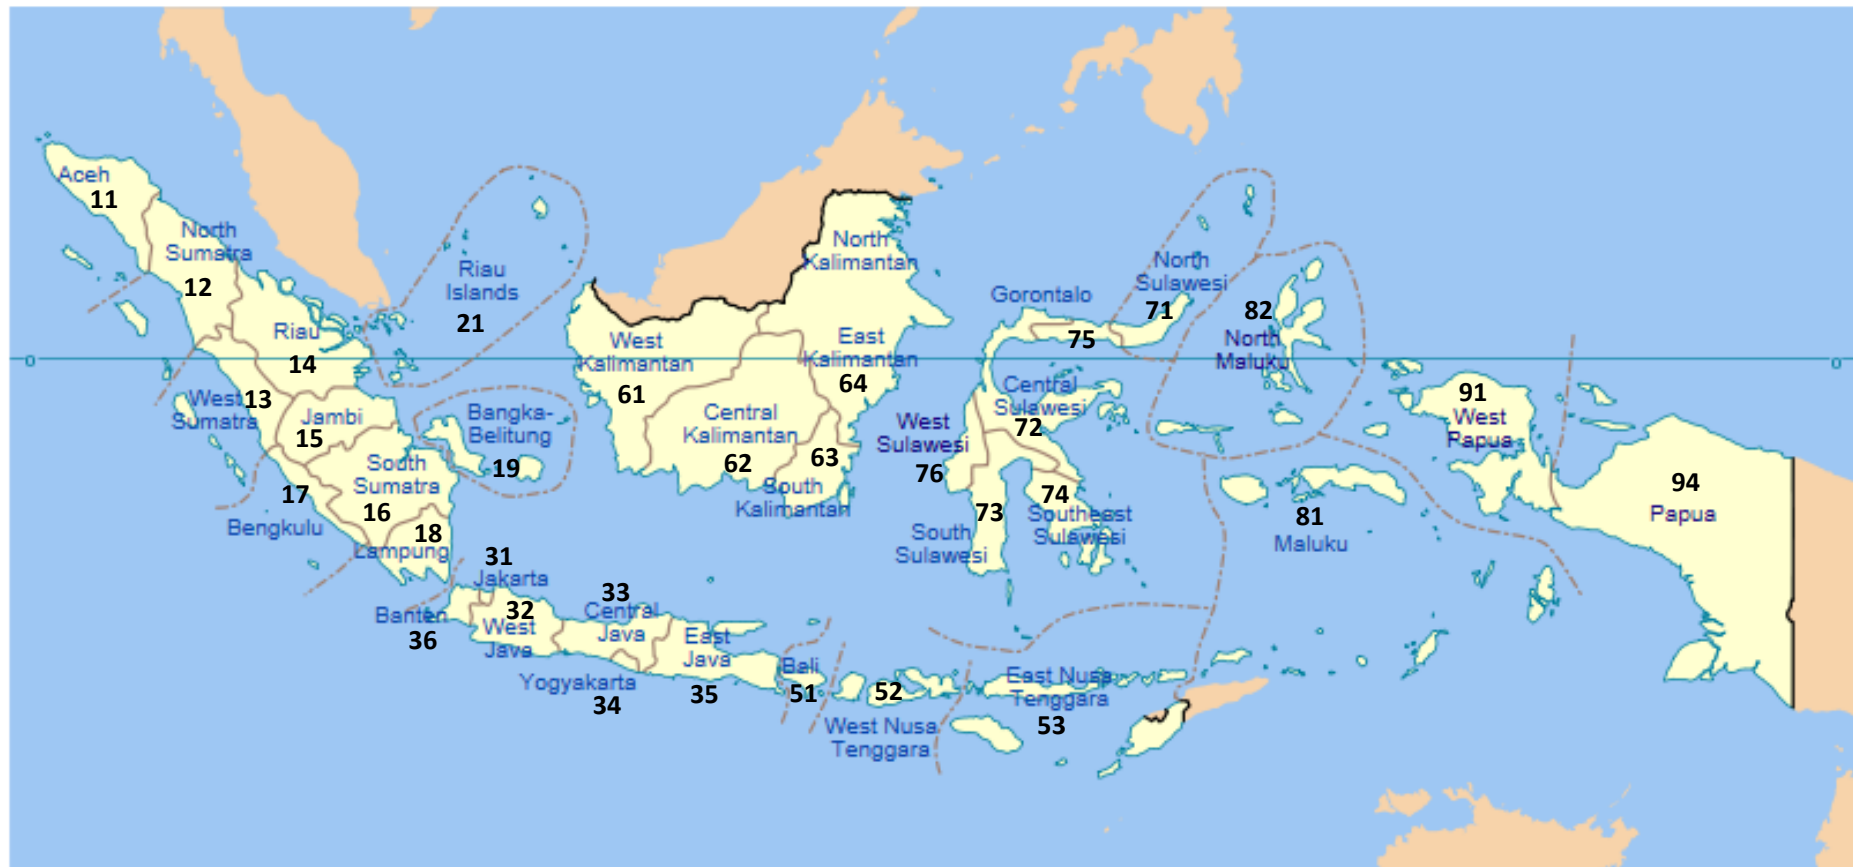 Aceh
11
North
Sumatra
12
Riau
Islands
21
Riau
14
West
Sumatra
13
Jambi
15
Bangka-
Belitung
19
South
Sumatra
16
17
Bengkulu
18
Lampung
31
Jakarta
Banten
36
32
West
Java
33
Central
Java
Yogyakarta
34
East
Java
35
Bali
51
52
West Nusa
Tenggara
East Nusa
Tenggara
53
North
Kalimantan
West
Kalimantan
61
East
Kalimantan
64
Central
Kalimantan
62
63
South
Kalimantan
Gorontalo
75
North
Sulawesi
71
Central
Sulawesi
72
West
Sulawesi
76
73
South
Sulawesi
74
Southeast
Sulawesi
82
North
Maluku
81
Maluku
91
West
Papua
94
Papua
0
0